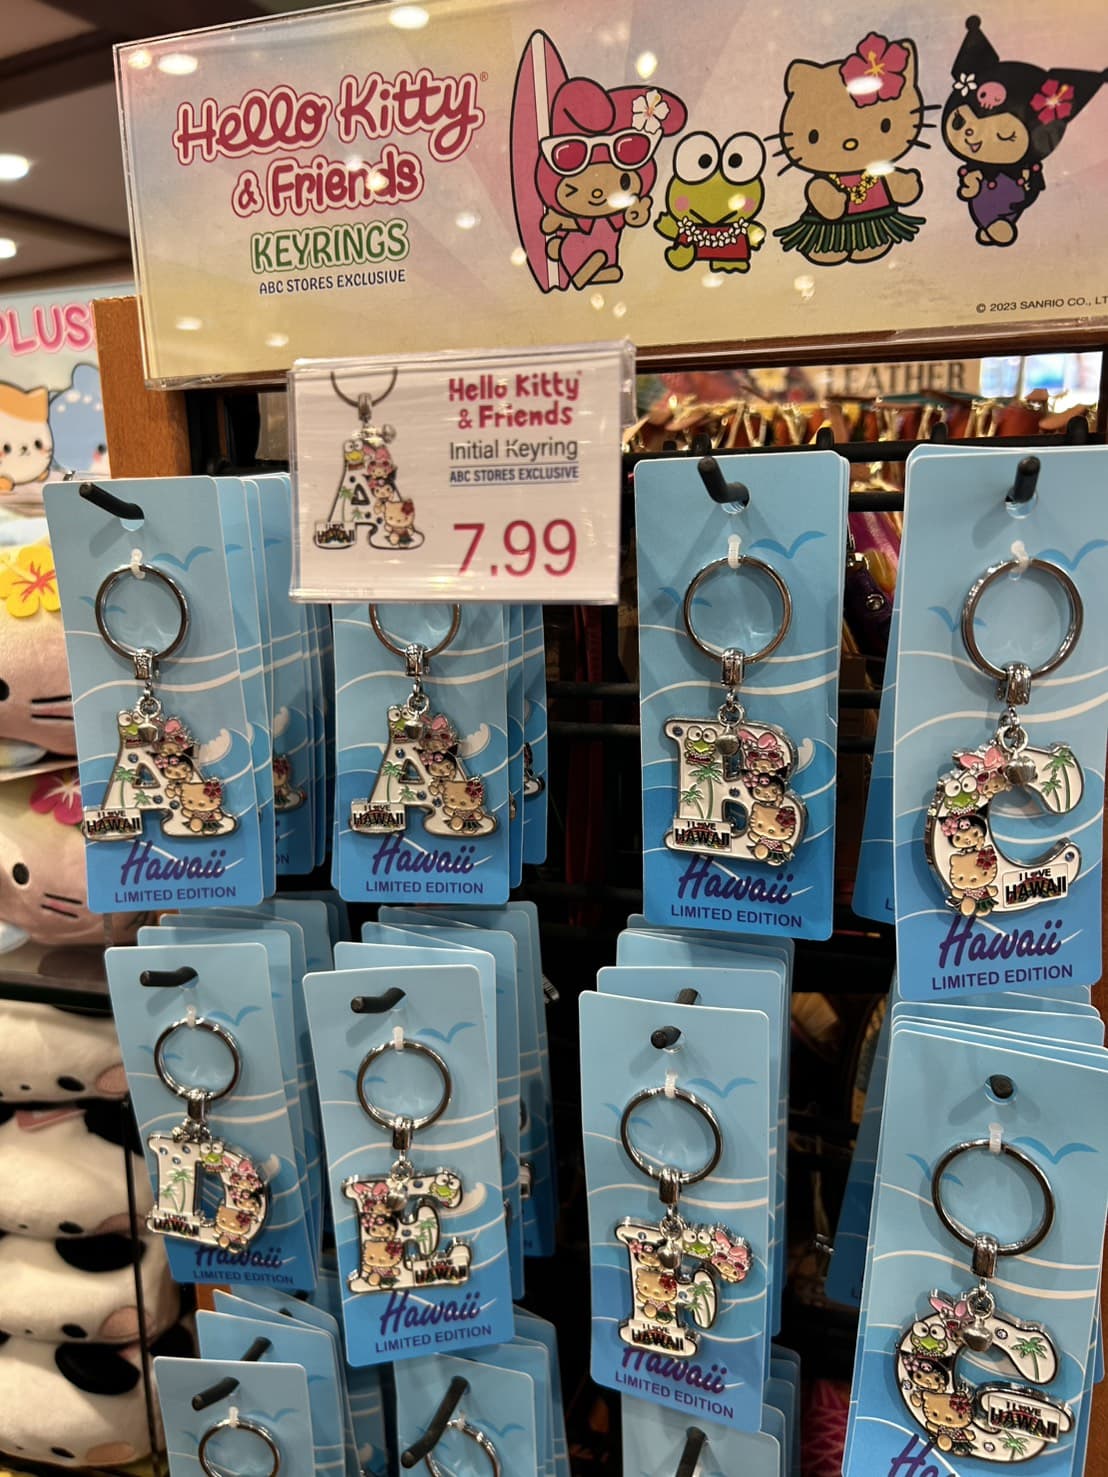 Hello Kitty®
& Friends
KEYRINGS
ABC STORES EXCLUSIVE
© 2023 SANRIO CO., LT
PLUS
LEATHER
Hello Kitty
& Friends
Initial Keyring
ABC STORES EXCLUSIVE
7.99
I LOVE
HAWAII
A
I LOVE
HAWAII
Hawaii
LIMITED EDITION
A
I LOVE
HAWAII
Hawaii
LIMITED EDITION
B
I LOVE
HAWAII
Hawaii
LIMITED EDITION
C
I LOVE
HAWAII
Hawaii
LIMITED EDITION
D
I LOVE
HAWAII
Hawaii
LIMITED EDITION
E
I LOVE
HAWAII
Hawaii
LIMITED EDITION
F
I LOVE
HAWAII
Hawaii
LIMITED EDITION
G
I LOVE
HAWAII
Ha